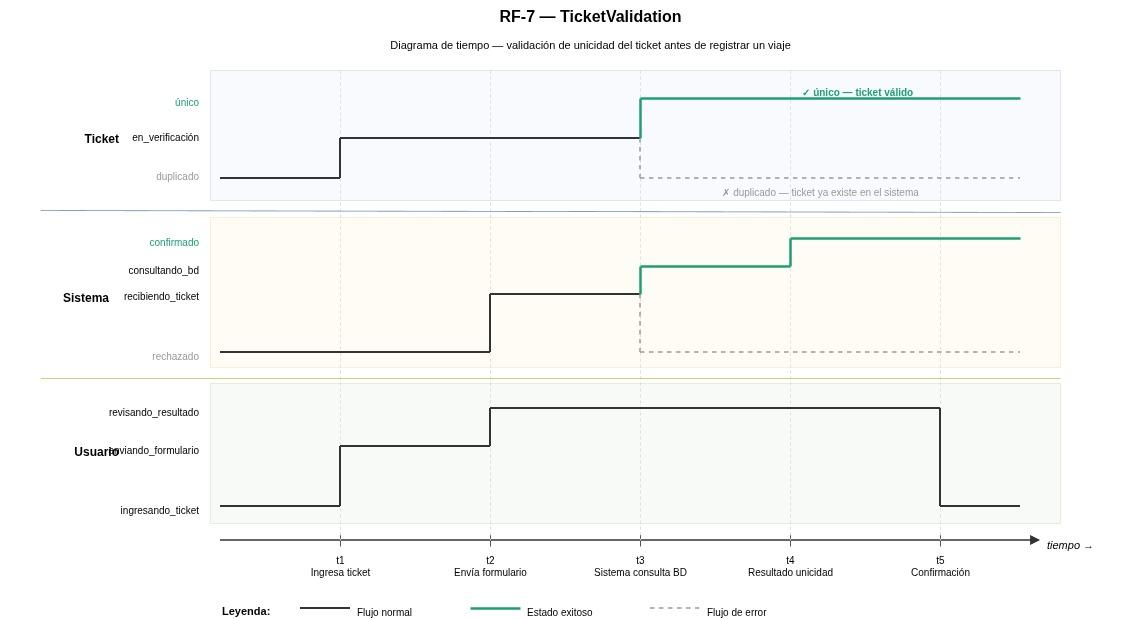 RF-7 — TicketValidation
Diagrama de tiempo — validación de unicidad del ticket antes de registrar un viaje
✓ único — ticket válido
único
Ticket
en_verificación
duplicado
✗ duplicado — ticket ya existe en el sistema
confirmado
consultando_bd
Sistema
recibiendo_ticket
rechazado
revisando_resultado
Usuario
enviando_formulario
ingresando_ticket
tiempo →
t1
Ingresa ticket
t2
Envía formulario
t3
Sistema consulta BD
t4
Resultado unicidad
t5
Confirmación
Leyenda:
Flujo normal
Estado exitoso
Flujo de error